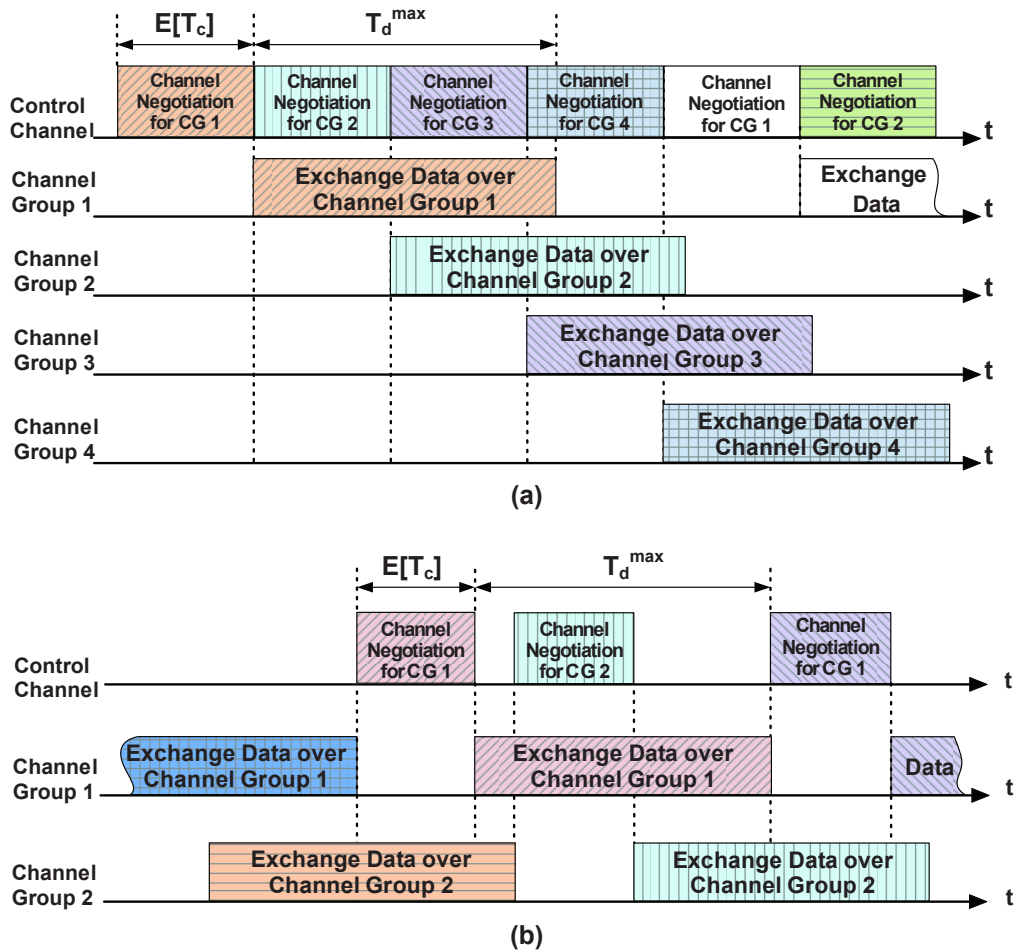 E[Tc]
Td^max
Control
Channel
Channel
Negotiation
for CG 1
Channel
Negotiation
for CG 2
Channel
Negotiation
for CG 3
Channel
Negotiation
for CG 4
Channel
Negotiation
for CG 1
Channel
Negotiation
for CG 2
t
Channel
Group 1
Exchange Data over
Channel Group 1
Exchange
Data
t
Channel
Group 2
Exchange Data over
Channel Group 2
t
Channel
Group 3
Exchange Data over
Channel Group 3
t
Channel
Group 4
Exchange Data over
Channel Group 4
t
(a)
E[Tc]
Td^max
Control
Channel
Channel
Negotiation
for CG 1
Channel
Negotiation
for CG 2
Channel
Negotiation
for CG 1
t
Channel
Group 1
Exchange Data over
Channel Group 1
Exchange Data over
Channel Group 1
Data
t
Channel
Group 2
Exchange Data over
Channel Group 2
Exchange Data over
Channel Group 2
t
(b)